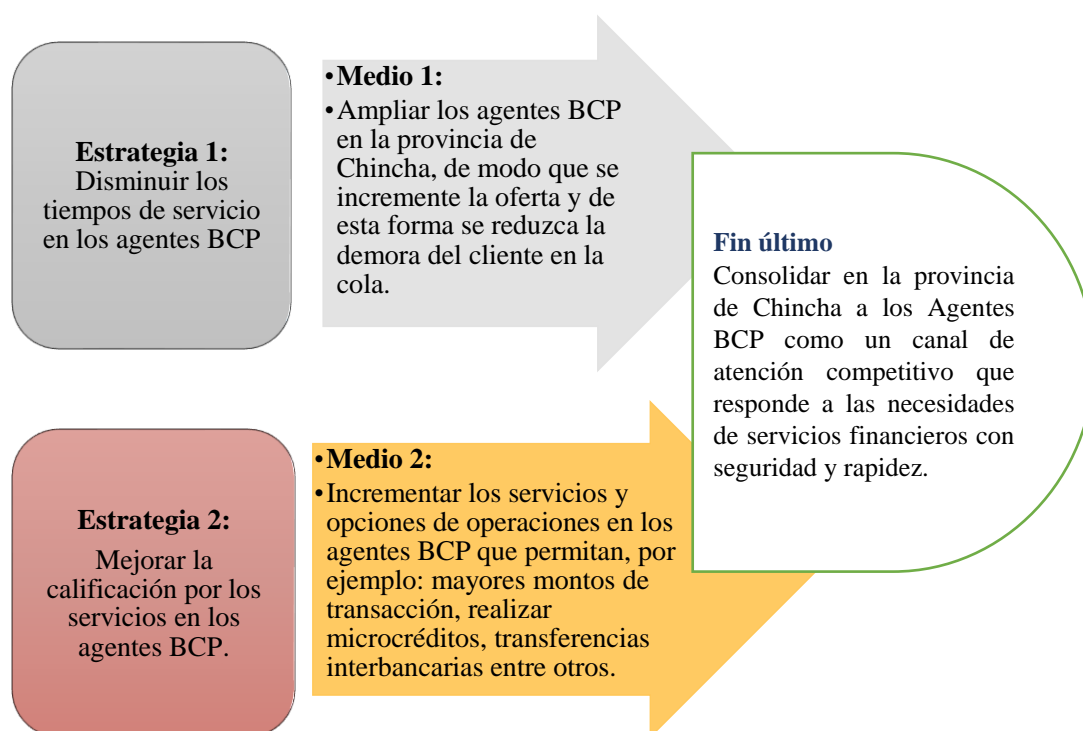 Estrategia 1:
Disminuir los
tiempos de servicio
en los agentes BCP
•Medio 1:
•Ampliar los agentes BCP
en la provincia de
Chincha, de modo que se
incremente la oferta y de
esta forma se reduzca la
demora del cliente en la
cola.
Estrategia 2:
Mejorar la
calificación por los
servicios en los
agentes BCP.
•Medio 2:
•Incrementar los servicios y
opciones de operaciones en los
agentes BCP que permitan, por
ejemplo: mayores montos de
transacción, realizar
microcréditos, transferencias
interbancarias entre otros.
Fin último
Consolidar en la provincia
de Chincha a los Agentes
BCP como un canal de
atención competitivo que
responde a las necesidades
de servicios financieros con
seguridad y rapidez.